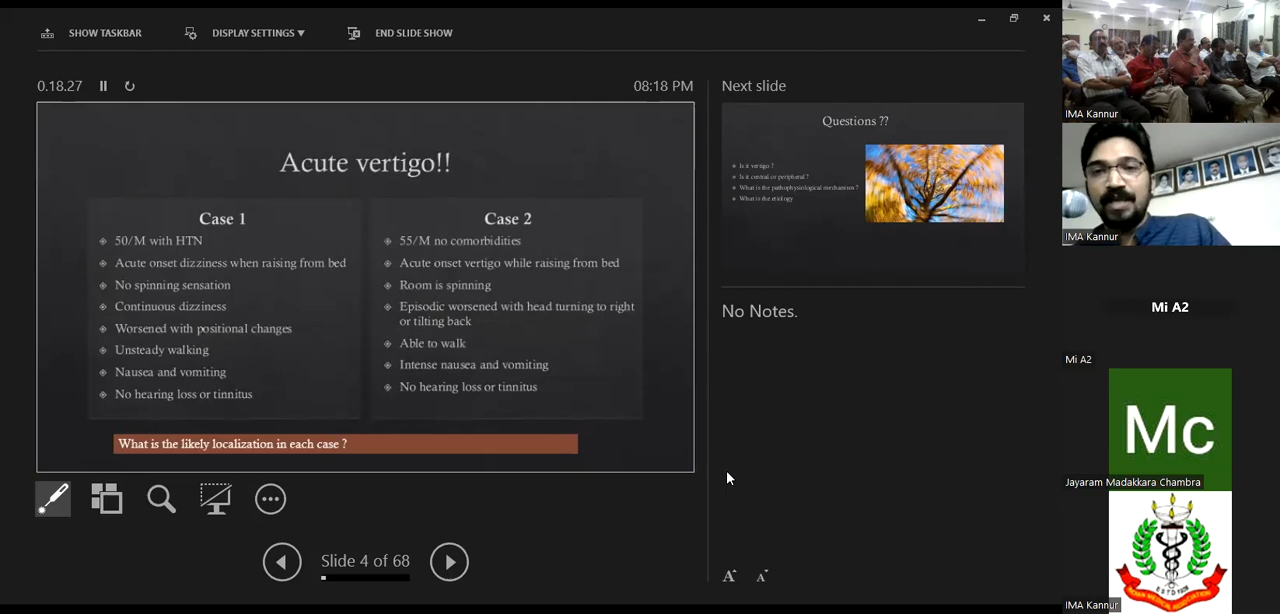 SHOW TASKBAR
DISPLAY SETTINGS ▼
END SLIDE SHOW
0.18.27
08:18 PM
Acute vertigo!!
Case 1
50/M with HTN
Acute onset dizziness when raising from bed
No spinning sensation
Continuous dizziness
Worsened with positional changes
Unsteady walking
Nausea and vomiting
No hearing loss or tinnitus
Case 2
55/M no comorbidities
Acute onset vertigo while raising from bed
Room is spinning
Episodic worsened with head turning to right
or tilting back
Able to walk
Intense nausea and vomiting
No hearing loss or tinnitus
What is the likely localization in each case ?
Slide 4 of 68
Next slide
Questions ??
Is it vertigo ?
Is it central or peripheral ?
What is the pathophysiological mechanism ?
What is the etiology
No Notes.
A A
IMA Kannur
IMA Kannur
Mi A2
Mi A2
Mc
Jayaram Madakkara Chambra
IMA Kannur